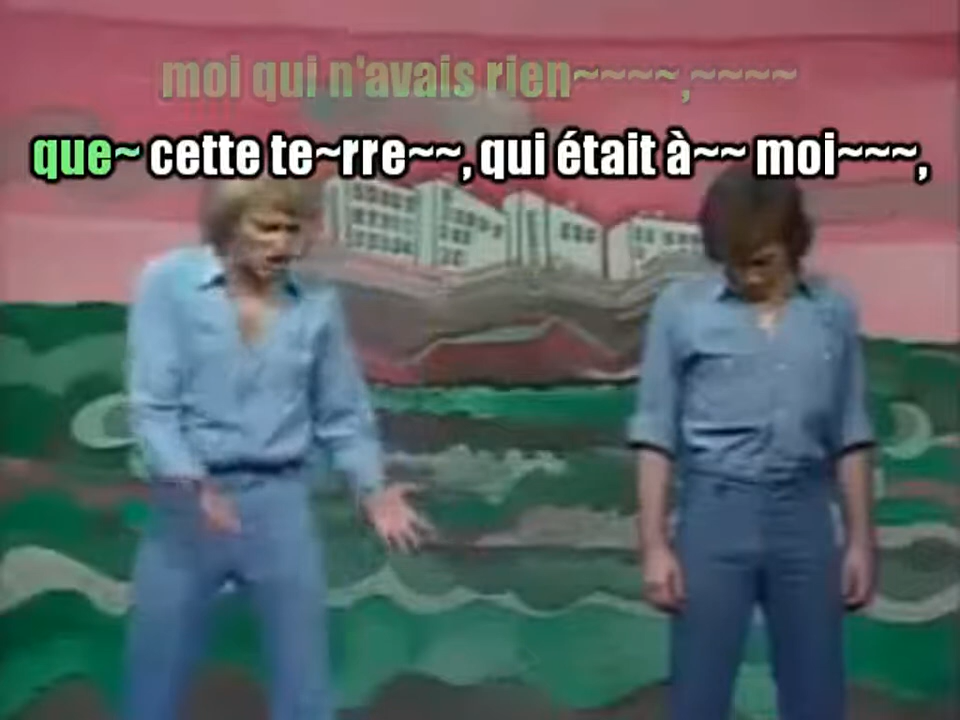 moi qui n'avais rien~~~~,~~~~
que~ cette te~rre~~, qui était à~~ moi~~~,